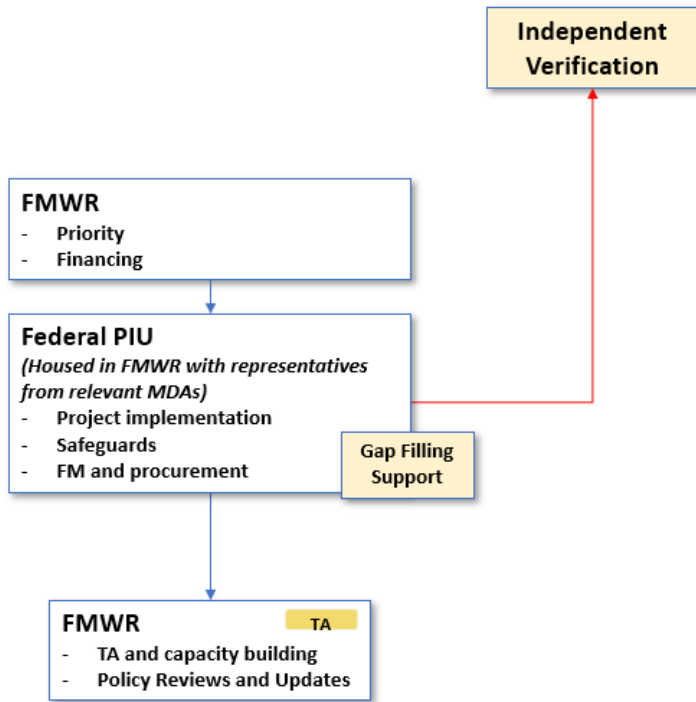 Independent
Verification
FMWR
- Priority
- Financing
Federal PIU
(Housed in FMWR with representatives
from relevant MDAs)
- Project implementation
- Safeguards
- FM and procurement
Gap Filling
Support
FMWR
TA
- TA and capacity building
- Policy Reviews and Updates